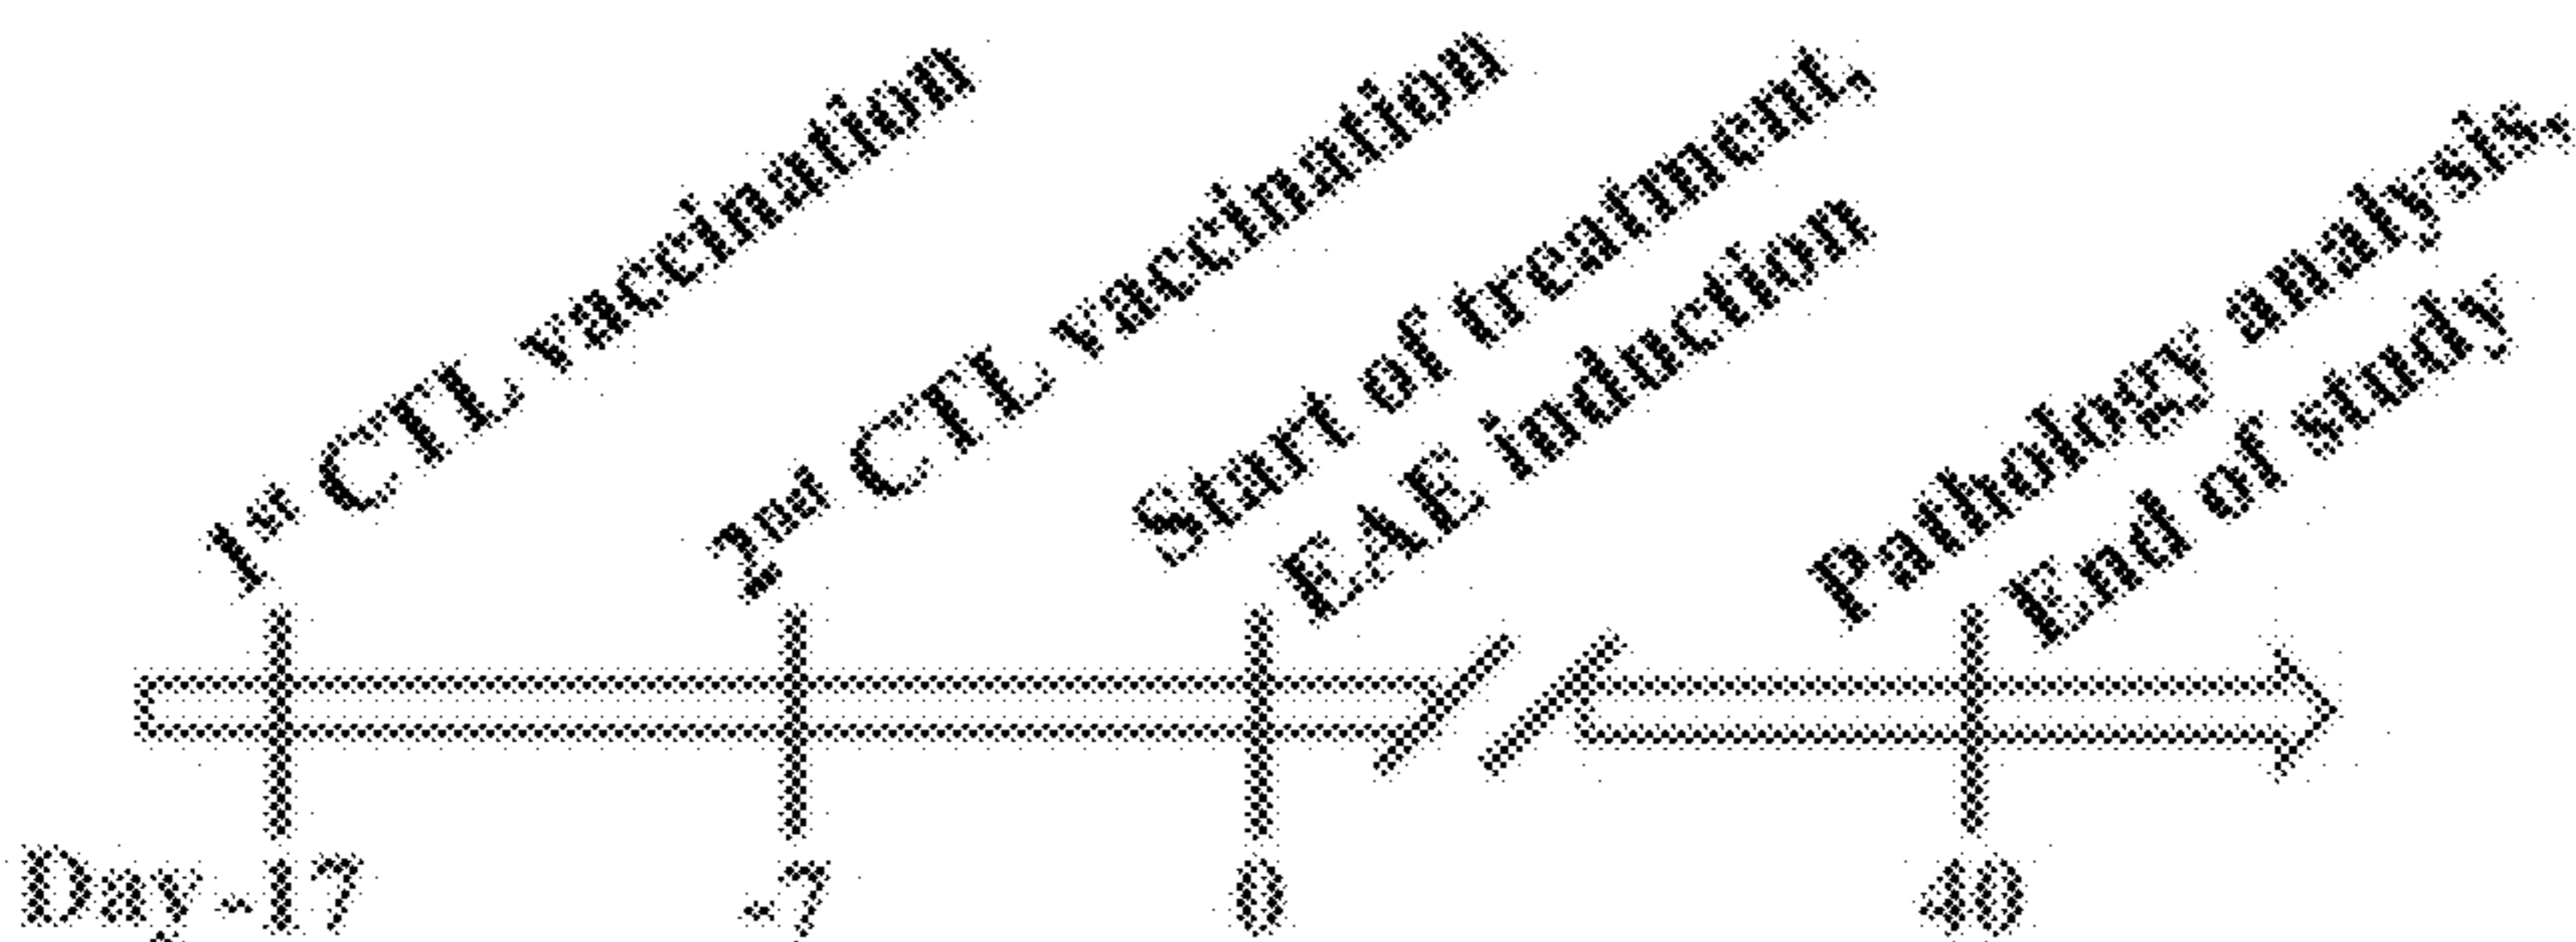 1st CTL vaccination
2nd CTL vaccination
Start of treatment,
EAE induction
Pathology analysis,
End of study
Day -17
-7
0
40